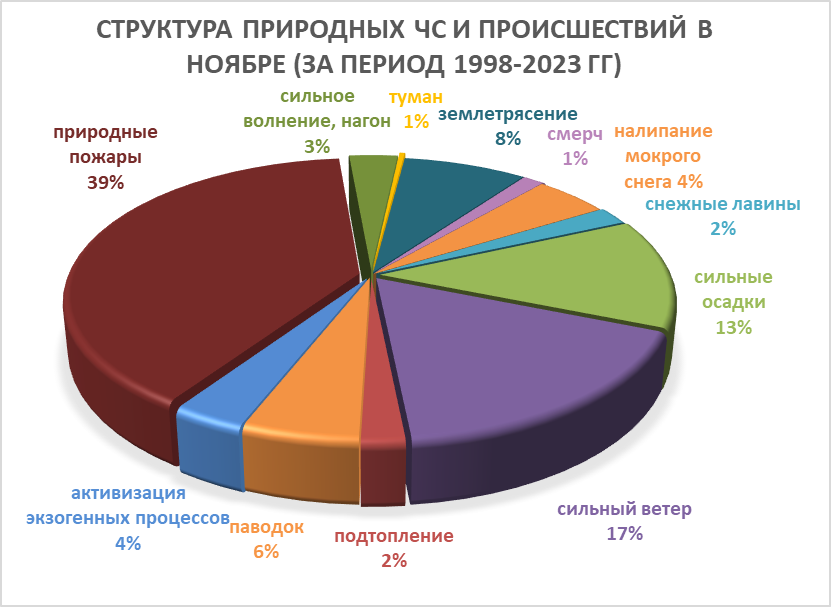 СТРУКТУРА ПРИРОДНЫХ ЧС И ПРОИСШЕСТВИЙ В
НОЯБРЕ (ЗА ПЕРИОД 1998-2023 ГГ)
природные
пожары
39%
сильное
волнение, нагон
3%
туман
1%
землетрясение
8%
смерч
1%
налипание
мокрого
снега 4%
снежные лавины
2%
сильные
осадки
13%
сильный ветер
17%
подтопление
2%
паводок
6%
активизация
экзогенных процессов
4%